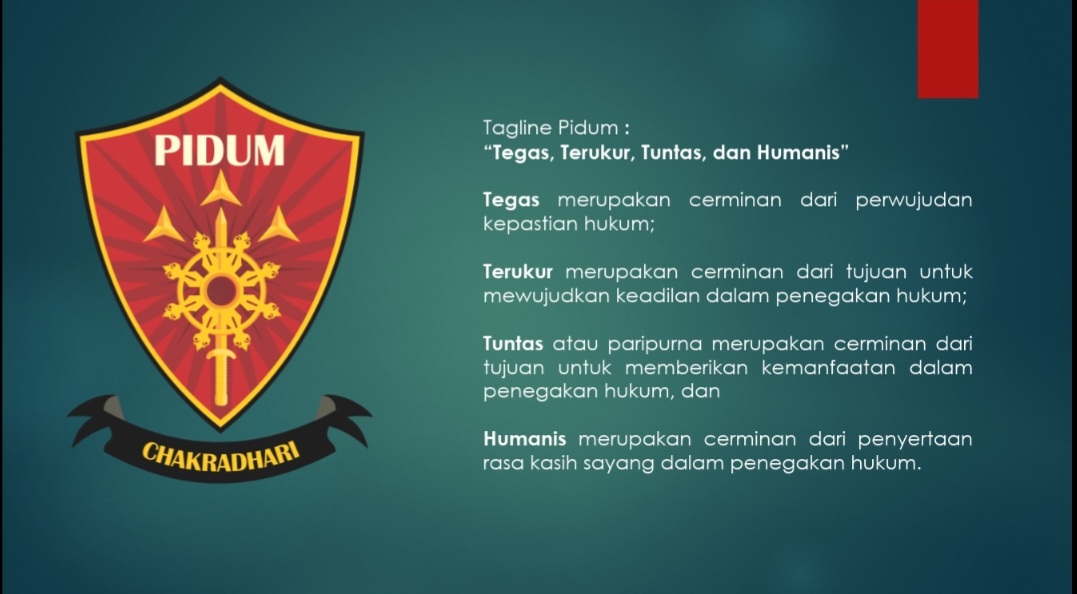 PIDUM
CHAKRADHARI
Tagline Pidum :
“Tegas, Terukur, Tuntas, dan Humanis”
Tegas merupakan cerminan dari perwujudan
kepastian hukum;
Terukur merupakan cerminan dari tujuan untuk
mewujudkan keadilan dalam penegakan hukum;
Tuntas atau paripurna merupakan cerminan dari
tujuan untuk memberikan kemanfaatan dalam
penegakan hukum, dan
Humanis merupakan cerminan dari penyertaan
rasa kasih sayang dalam penegakan hukum.